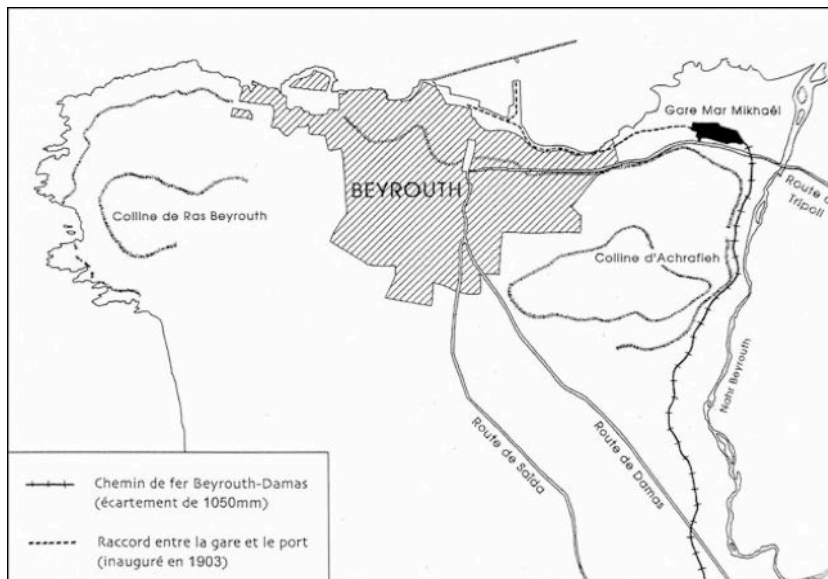 Gare Mar Mikhaël
Route d
Tripoli
BEYROUTH
Colline de Ras Beyrouth
Colline d'Achrafieh
Nahr Beyrouth
Route de Saïda
Route de Damas
Chemin de fer Beyrouth-Damas
(écartement de 1050mm)
Raccord entre la gare et le port
(inauguré en 1903)